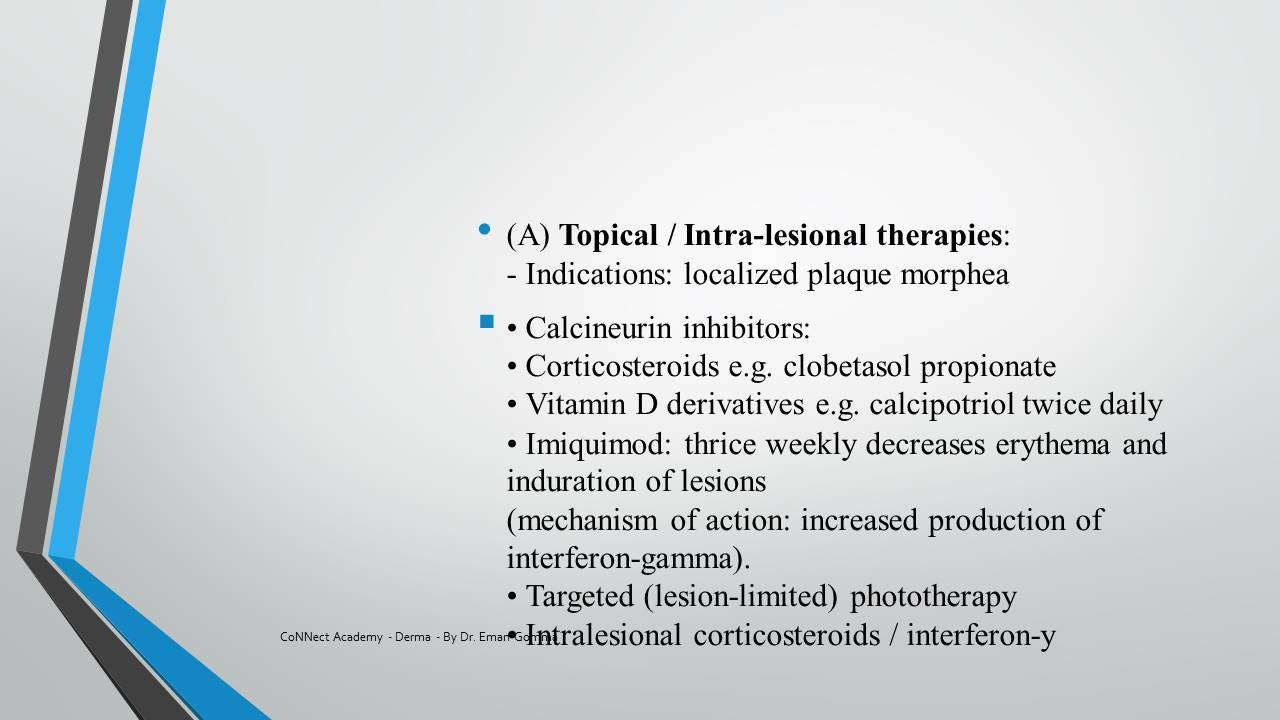 • (A) Topical / Intra-lesional therapies:
- Indications: localized plaque morphea
▪ • Calcineurin inhibitors:
• Corticosteroids e.g. clobetasol propionate
• Vitamin D derivatives e.g. calcipotriol twice daily
• Imiquimod: thrice weekly decreases erythema and
induration of lesions
(mechanism of action: increased production of
interferon-gamma).
• Targeted (lesion-limited) phototherapy
• Intralesional corticosteroids / interferon-y
CoNNect Academy - Derma - By Dr. Eman